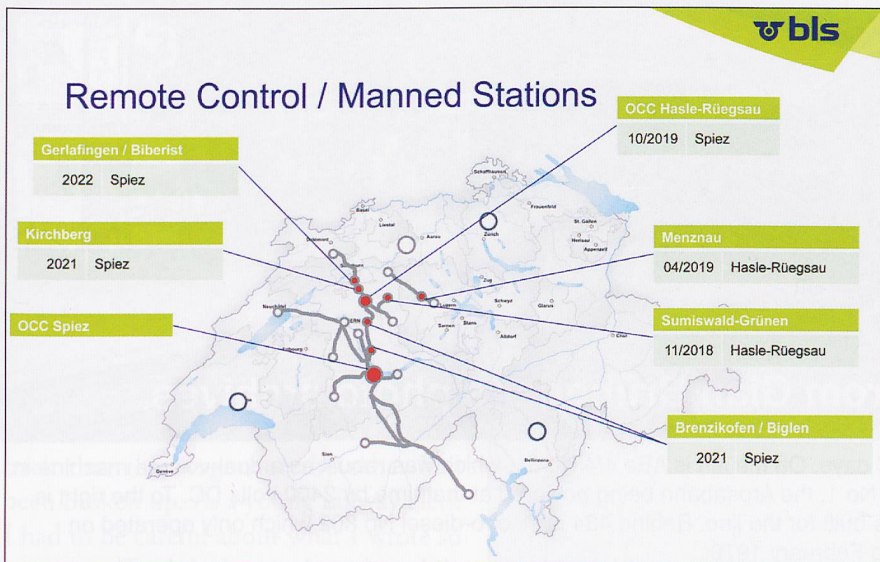 bls
Remote Control / Manned Stations
OCC Hasle-Rüegsau
10/2019 Spiez
Gerlafingen / Biberist
2022 Spiez
Kirchberg
2021 Spiez
OCC Spiez
Menznau
04/2019 Hasle-Rüegsau
Sumiswald-Grünen
11/2018 Hasle-Rüegsau
Brenzikofen / Biglen
2021 Spiez
Schaffhausen
Basel
Frauenfeld
Liestal
St. Gallen
Aarau
Zürich
Herisau
Appenzell
Delémont
Zug
Luzern
Schwyz
Glarus
Neuchâtel
Stans
Sarnen
Altdorf
Chur
ERN
Fribourg
Sion
Bellinzona
Genève